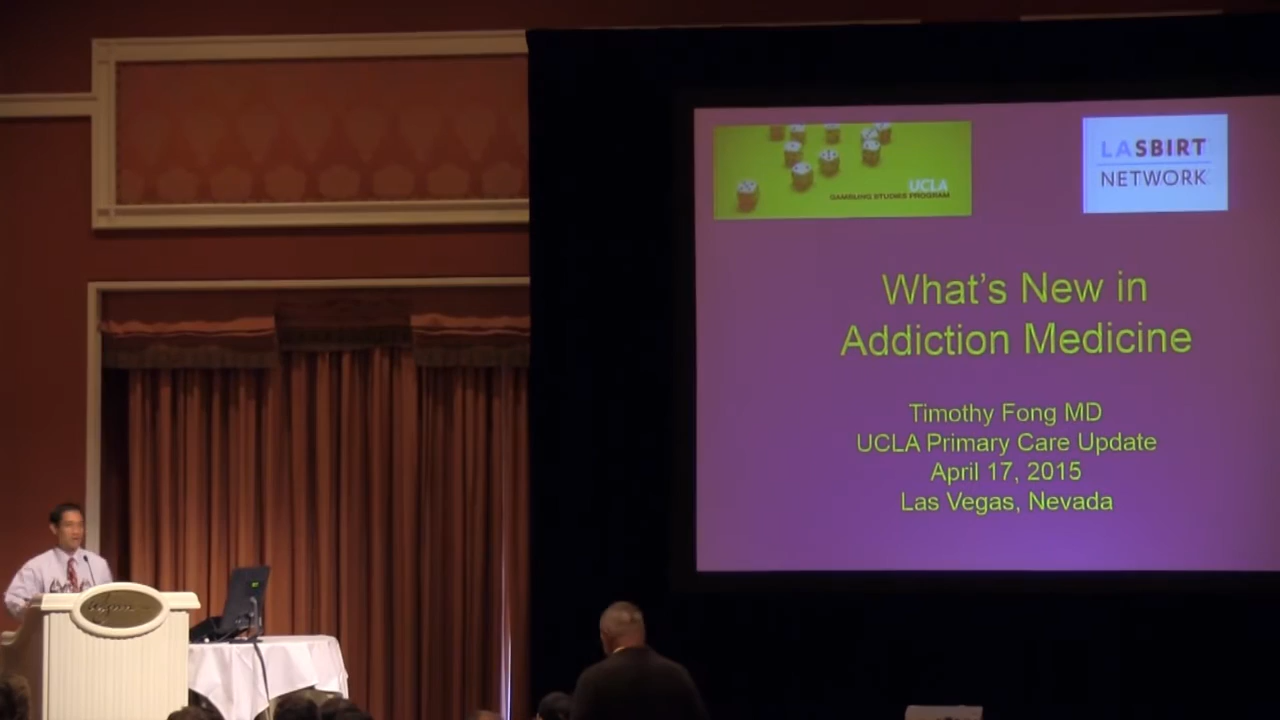 UCLA
GAMBLING STUDIES PROGRAM
LASBIRT
NETWORK
What's New in
Addiction Medicine
Timothy Fong MD
UCLA Primary Care Update
April 17, 2015
Las Vegas, Nevada